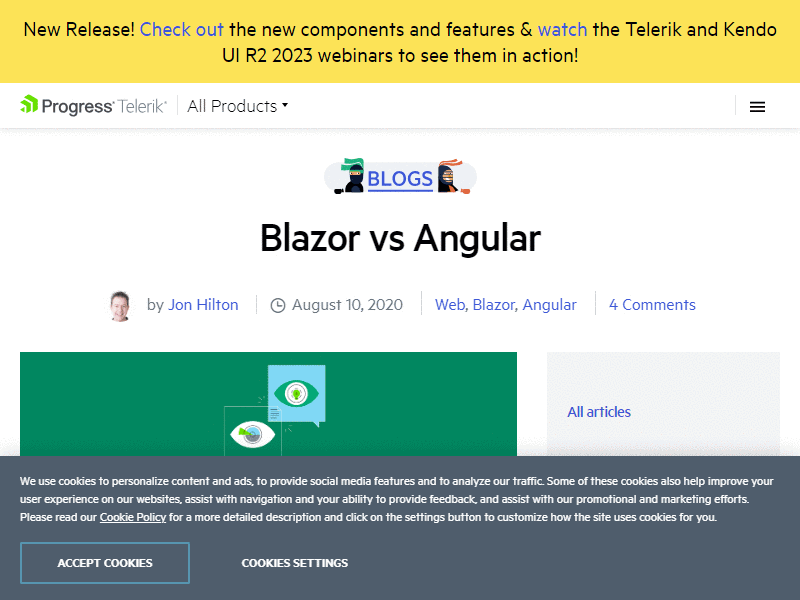 New Release! Check out the new components and features & watch the Telerik and Kendo
UI R2 2023 webinars to see them in action!
Progress Telerik All Products
BLOGS
Blazor vs Angular
by Jon Hilton August 10, 2020 Web, Blazor, Angular 4 Comments
All articles
We use cookies to personalize content and ads, to provide social media features and to analyze our traffic. Some of these cookies also help improve your
user experience on our websites, assist with navigation and your ability to provide feedback, and assist with our promotional and marketing efforts.
Please read our Cookie Policy for a more detailed description and click on the settings button to customize how the site uses cookies for you.
ACCEPT COOKIES COOKIES SETTINGS